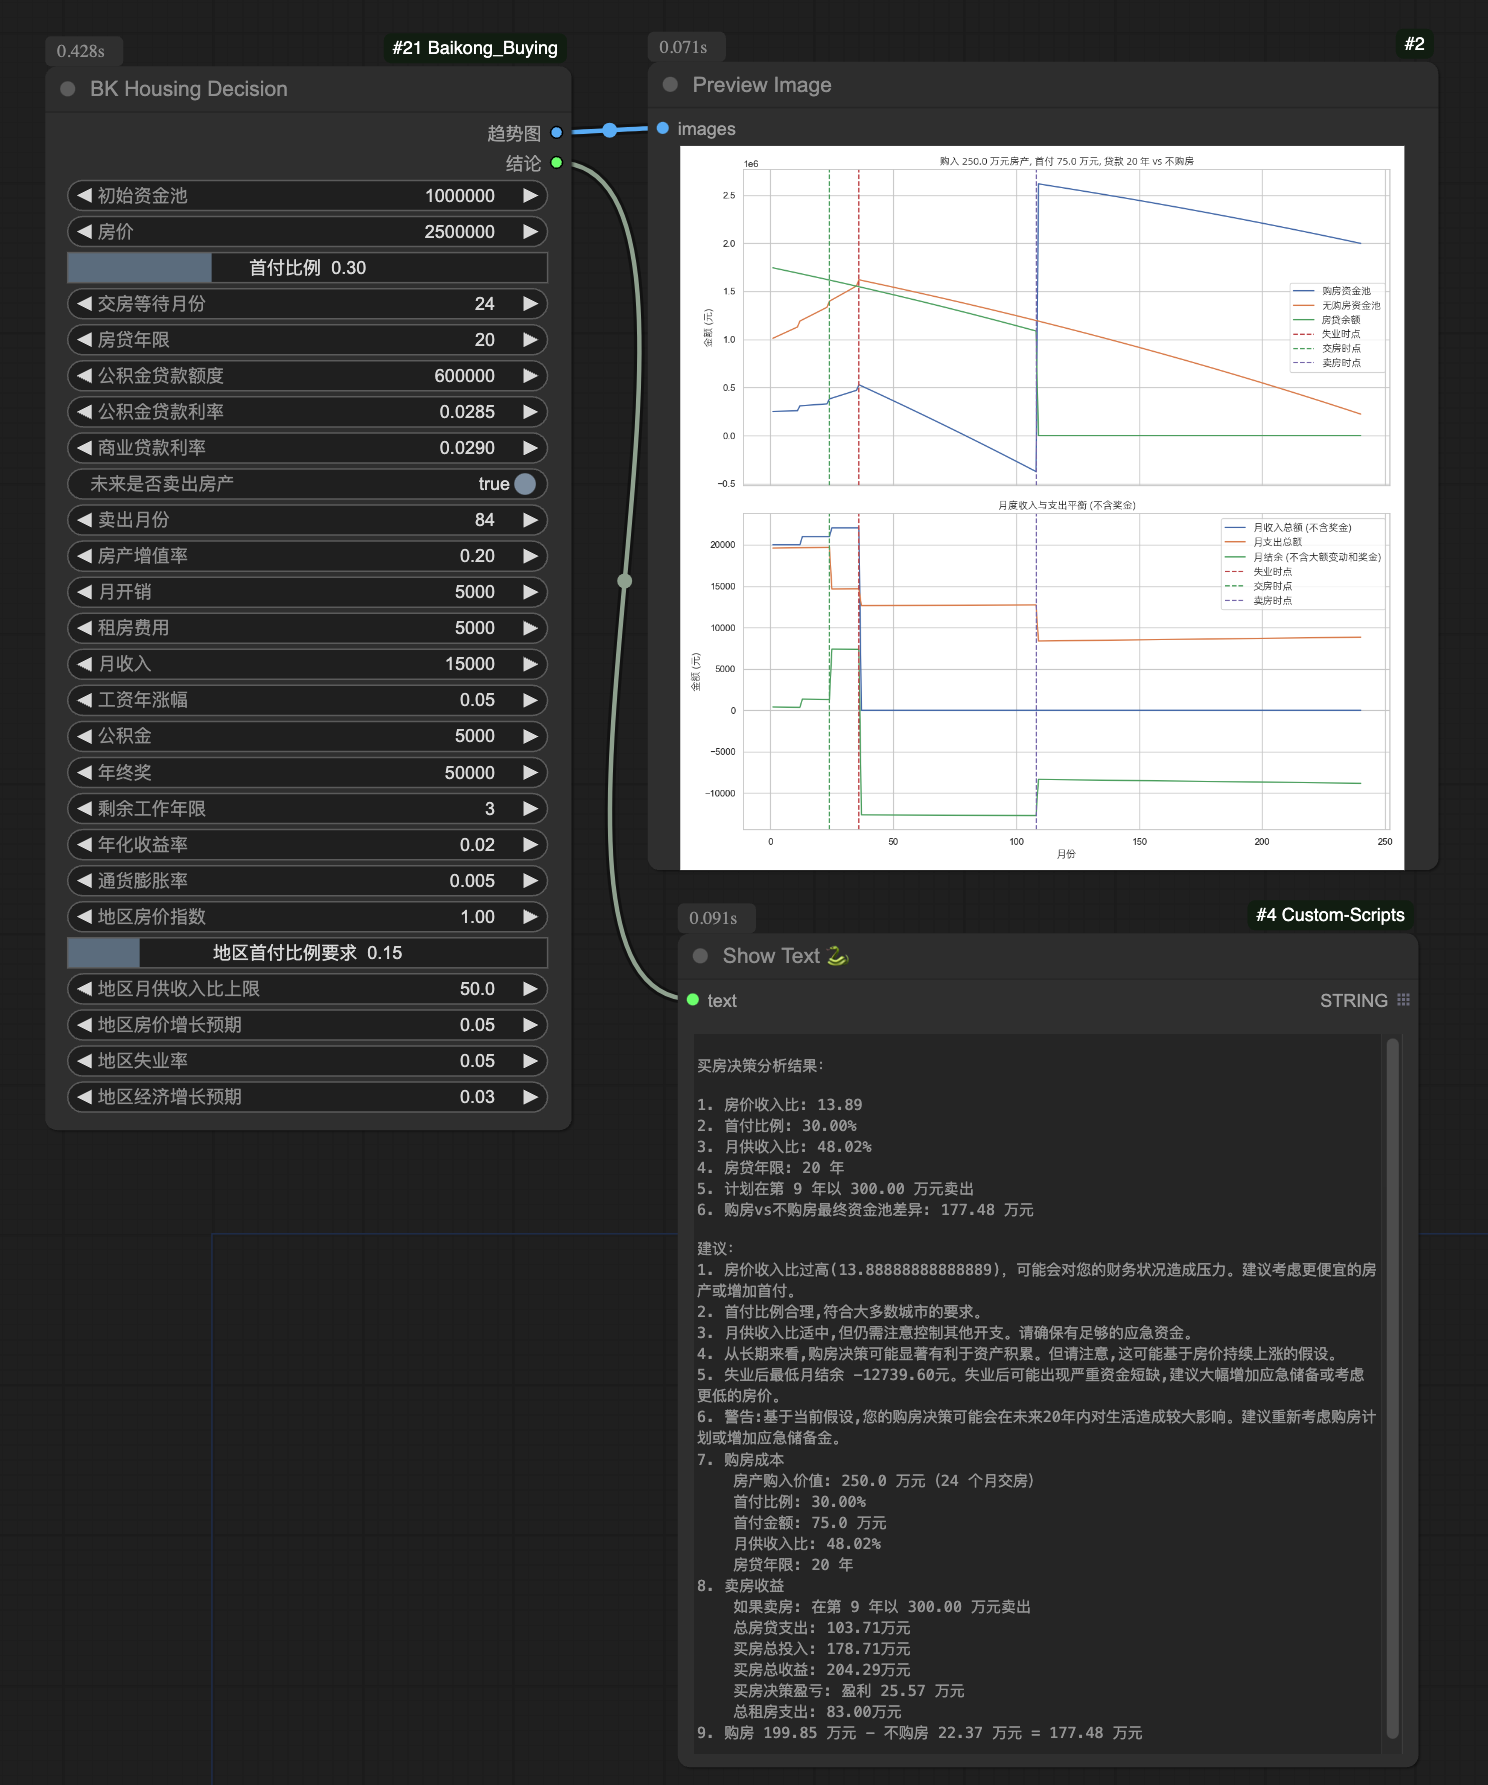 0.428s
#21 Baikong_Buying
BK Housing Decision
趋势图
结论
初始资金池 1000000
房价 2500000
首付比例 0.30
交房等待月份 24
房贷年限 20
公积金贷款额度 600000
公积金贷款利率 0.0285
商业贷款利率 0.0290
未来是否卖出房产 true
卖出月份 84
房产增值率 0.20
月开销 5000
租房费用 5000
月收入 15000
工资年涨幅 0.05
公积金 5000
年终奖 50000
剩余工作年限 3
年化收益率 0.02
通货膨胀率 0.005
地区房价指数 1.00
地区首付比例要求 0.15
地区月供收入比上限 50.0
地区房价增长预期 0.05
地区失业率 0.05
地区经济增长预期 0.03
0.071s
#2
Preview Image
images
购入 250.0 万元房产, 首付 75.0 万元, 贷款 20 年 vs 不购房
1e6
2.5
2.0
1.5
1.0
0.5
0.0
−0.5
金额 (元)
购房资金池
无购房资金池
房贷余额
失业时点
交房时点
卖房时点
月度收入与支出平衡 (不含奖金)
20000
15000
10000
5000
0
−5000
−10000
金额 (元)
月收入总额 (不含奖金)
月支出总额
月结余 (不含大额变动和奖金)
失业时点
交房时点
卖房时点
0 50 100 150 200 250
月份
0.091s
#4 Custom-Scripts
Show Text 🐍
text
STRING
买房决策分析结果:
1. 房价收入比: 13.89
2. 首付比例: 30.00%
3. 月供收入比: 48.02%
4. 房贷年限: 20 年
5. 计划在第 9 年以 300.00 万元卖出
6. 购房vs不购房最终资金池差异: 177.48 万元
建议:
1. 房价收入比过高(13.88888888888889)，可能会对您的财务状况造成压力。建议考虑更便宜的房
产或增加首付。
2. 首付比例合理,符合大多数城市的要求。
3. 月供收入比适中,但仍需注意控制其他开支。请确保有足够的应急资金。
4. 从长期来看,购房决策可能显著有利于资产积累。但请注意,这可能基于房价持续上涨的假设。
5. 失业后最低月结余 -12739.60元。失业后可能出现严重资金短缺,建议大幅增加应急储备或考虑
更低的房价。
6. 警告:基于当前假设,您的购房决策可能会在未来20年内对生活造成较大影响。建议重新考虑购房计
划或增加应急储备金。
7. 购房成本
房产购入价值: 250.0 万元 (24 个月交房)
首付比例: 30.00%
首付金额: 75.0 万元
月供收入比: 48.02%
房贷年限: 20 年
8. 卖房收益
如果卖房: 在第 9 年以 300.00 万元卖出
总房贷支出: 103.71万元
买房总投入: 178.71万元
买房总收益: 204.29万元
买房决策盈亏: 盈利 25.57 万元
总租房支出: 83.00万元
9. 购房 199.85 万元 - 不购房 22.37 万元 = 177.48 万元